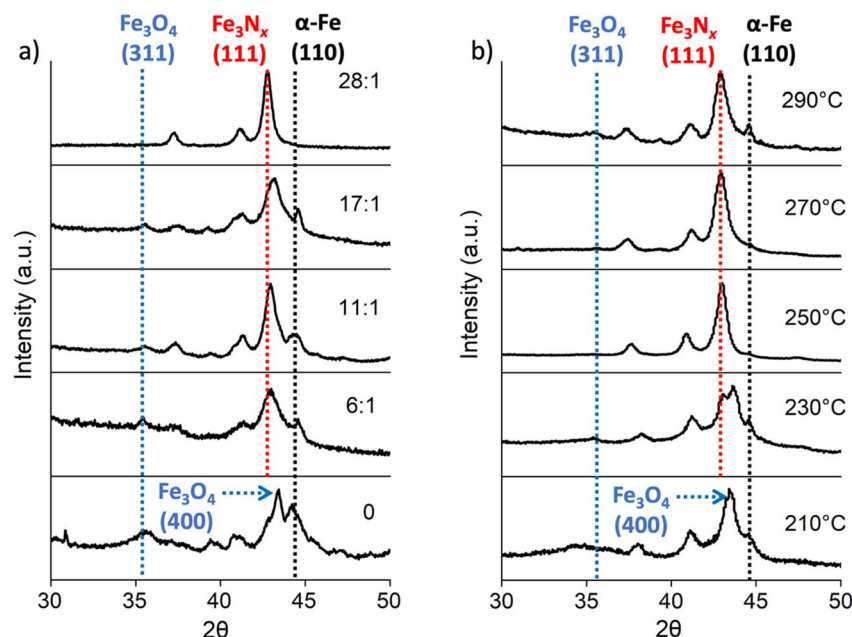 a)
Fe₃O₄ Fe₃Nₓ α-Fe
(311) (111) (110)
28:1
17:1
11:1
6:1
Fe₃O₄
(400)
0
Intensity (a.u.)
30 35 40 45 50
2θ
b)
Fe₃O₄ Fe₃Nₓ α-Fe
(311) (111) (110)
290°C
270°C
250°C
230°C
Fe₃O₄
(400)
210°C
Intensity (a.u.)
30 35 40 45 50
2θ